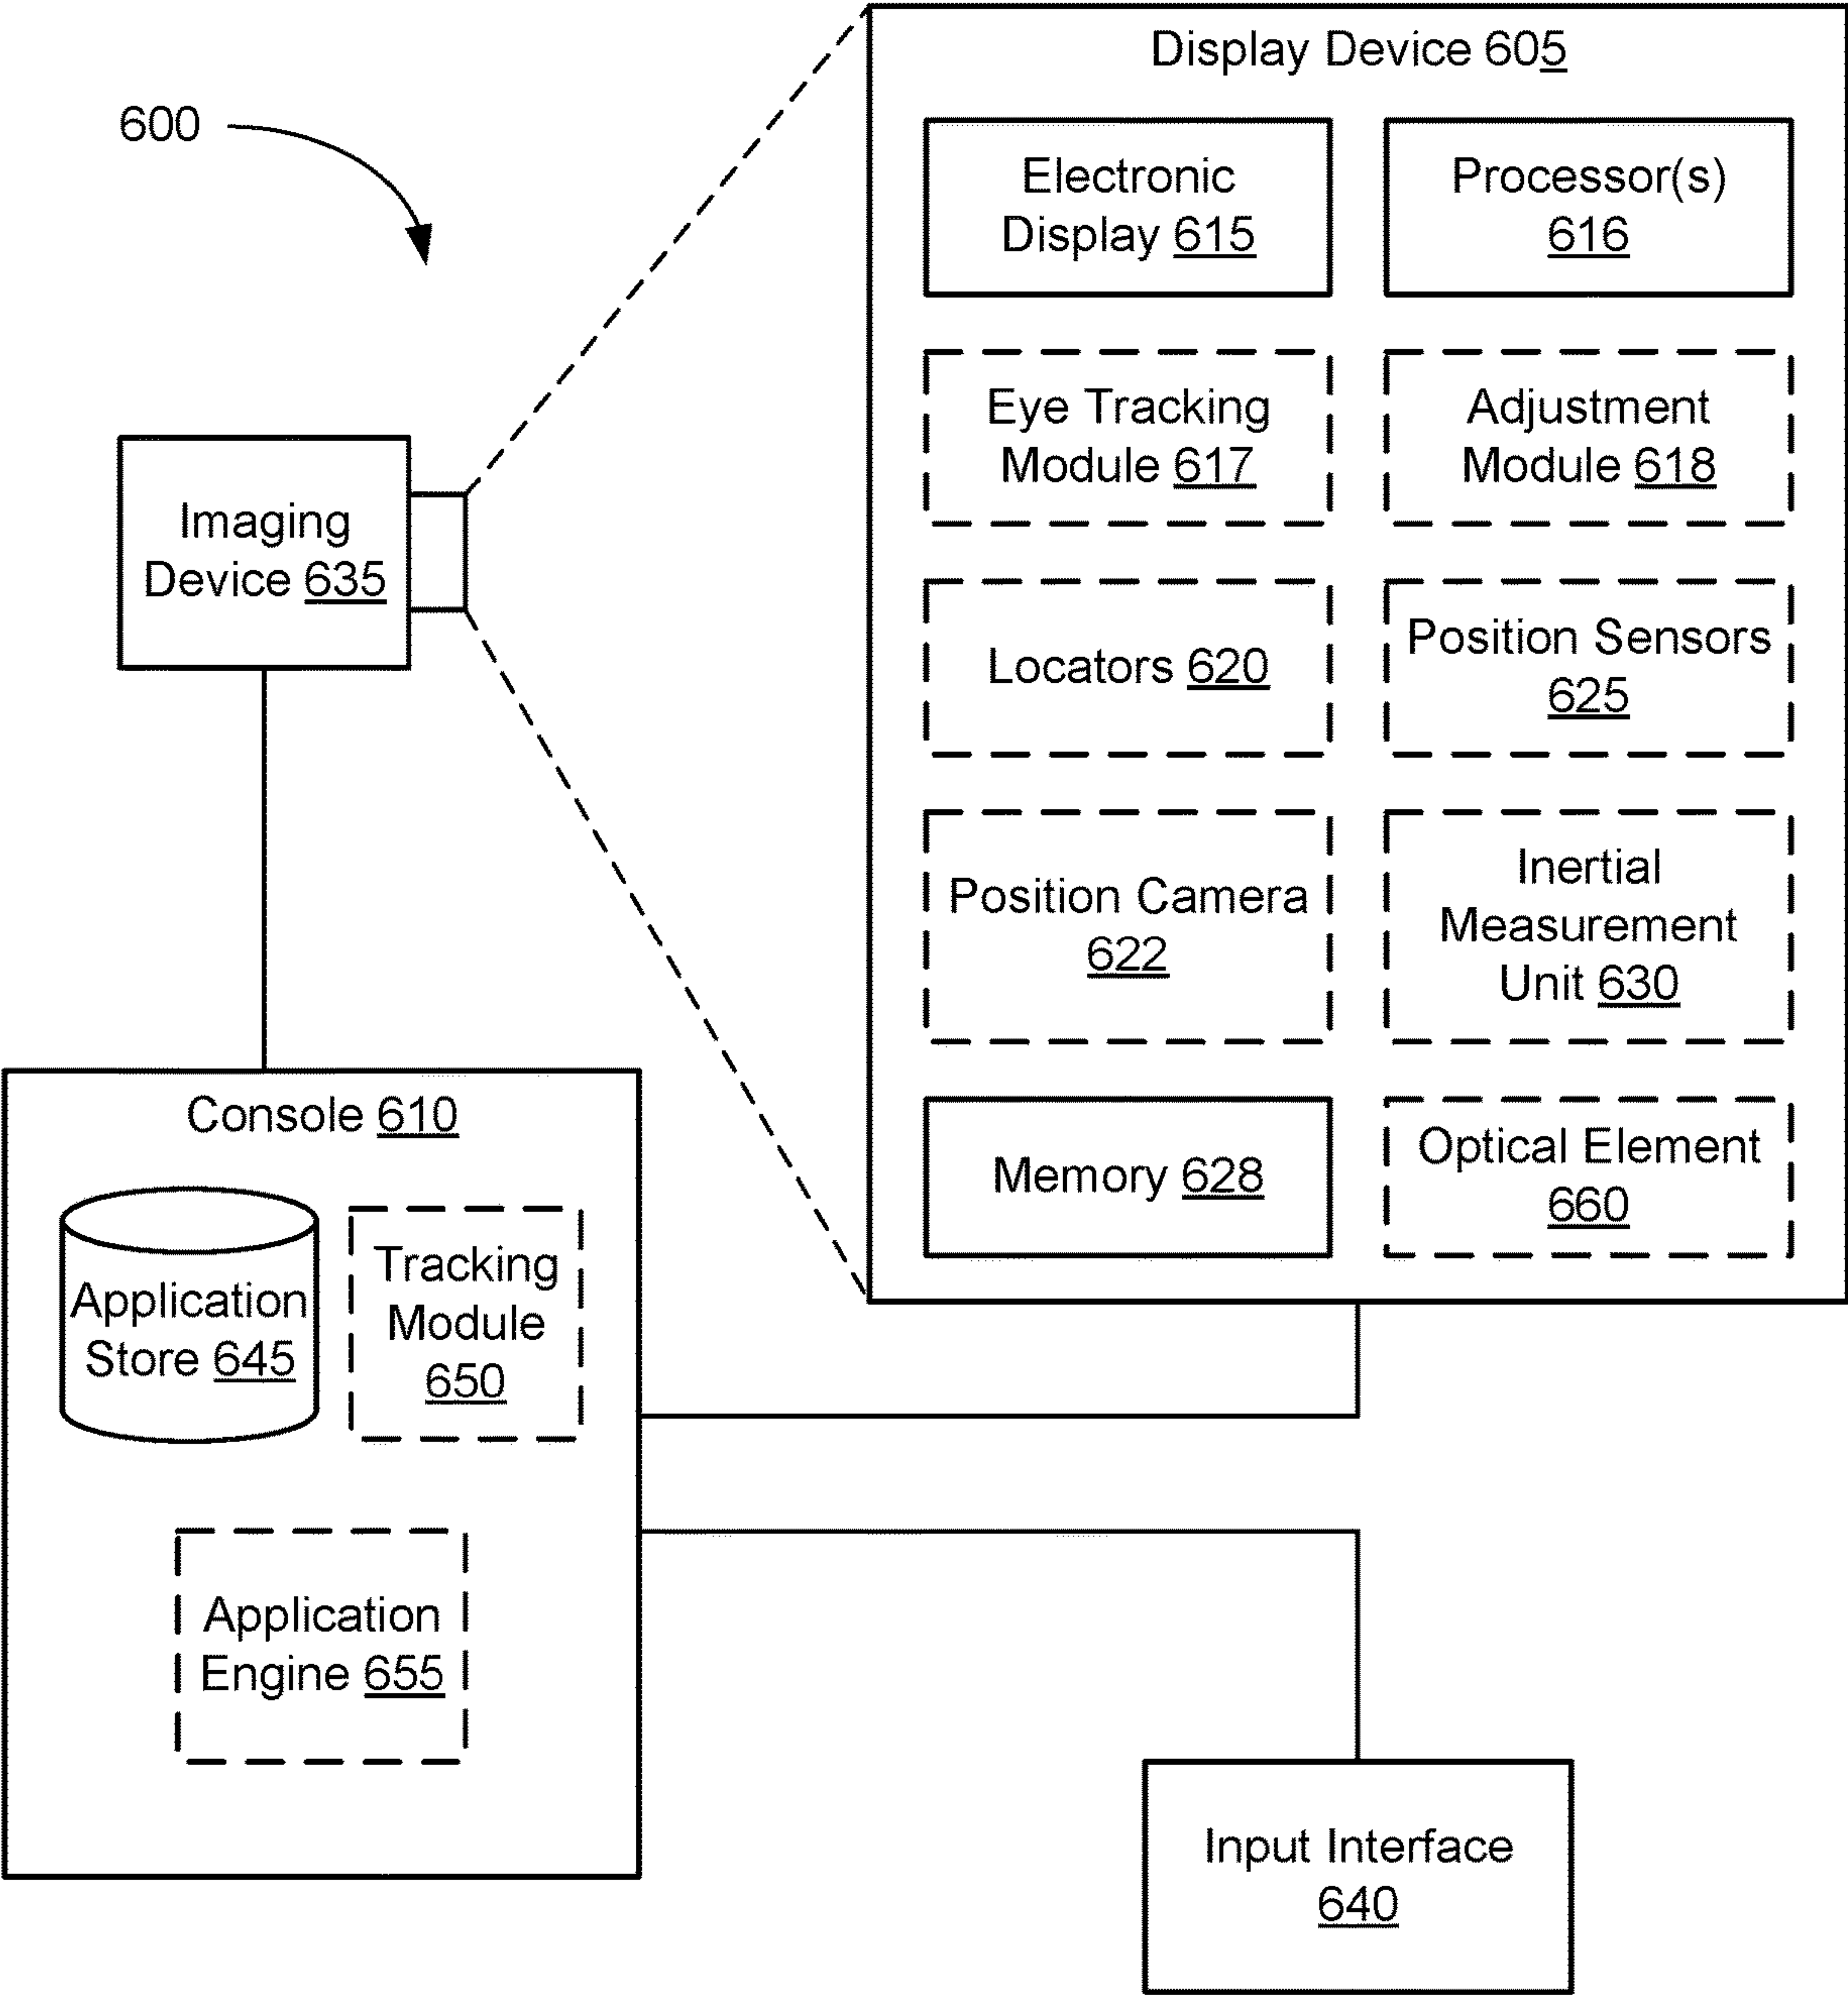 600
Display Device 605
Electronic
Display 615
Processor(s)
616
Eye Tracking
Module 617
Adjustment
Module 618
Imaging
Device 635
Locators 620
Position Sensors
625
Position Camera
622
Inertial
Measurement
Unit 630
Memory 628
Optical Element
660
Console 610
Application
Store 645
Tracking
Module
650
Application
Engine 655
Input Interface
640